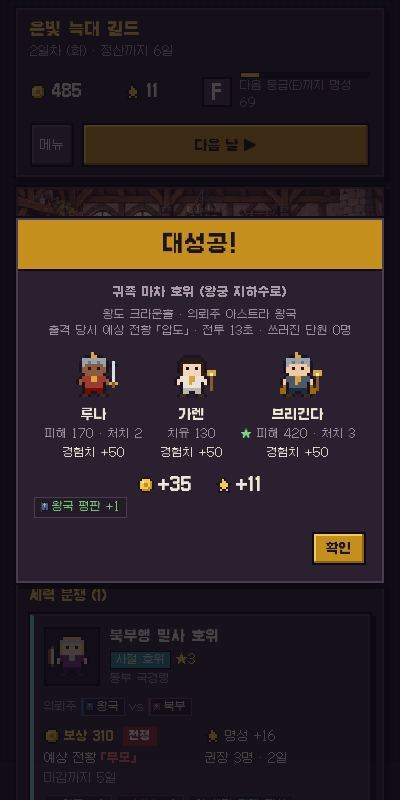 은빛 늑대 길드
2일차 (화) · 정산까지 6일
485 11 F 다음 등급(E)까지 명성 69
메뉴 다음 날 ▶
대성공!
귀족 마차 호위 (왕궁 지하수로)
왕도 크라운홀 · 의뢰주 아스트라 왕국
출격 당시 예상 전황 「압도」 · 전투 13초 · 쓰러진 단원 0명
루나 가렌 브리긴다
피해 170 · 처치 2 치유 130 ★ 피해 420 · 처치 3
경험치 +50 경험치 +50 경험치 +50
+35 +11
왕국 평판 +1
확인
세력 분쟁 (1)
북부맹 밀사 호위
사절 호위 ★3
동부 국경령
의뢰주 왕국 vs 북부
보상 310 전쟁 명성 +16
예상 전황 「무모」 권장 3명 · 2일
마감까지 5일